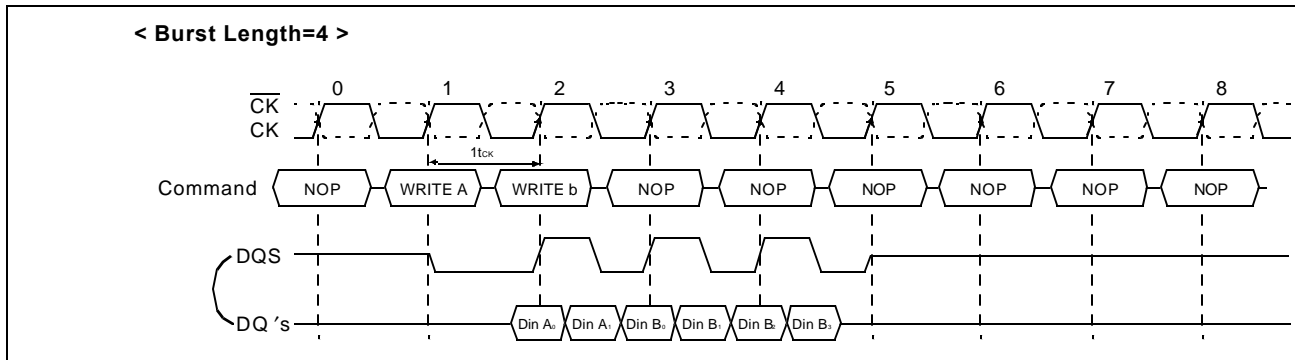 < Burst Length=4 >
0 1 2 3 4 5 6 7 8
CK
CK
1tCK
Command NOP WRITE A WRITE b NOP NOP NOP NOP NOP NOP
DQS
DQ 's Din A0 Din A1 Din B0 Din B1 Din B2 Din B3